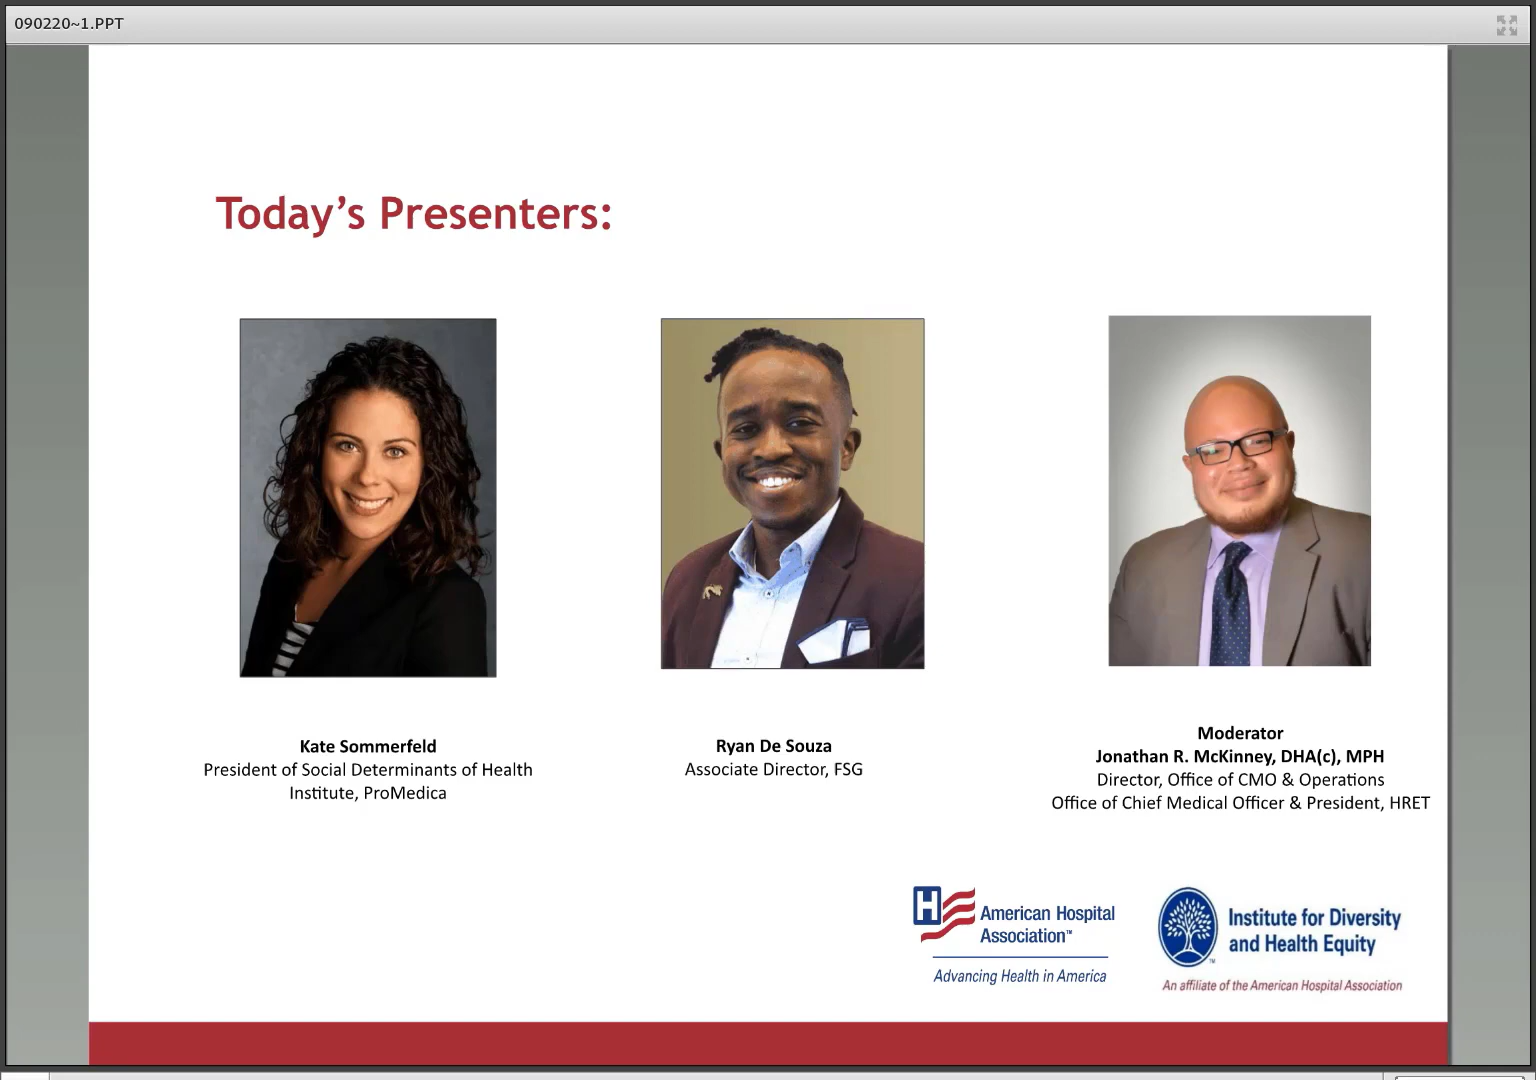 090220~1.PPT
Today’s Presenters:
Kate Sommerfeld
President of Social Determinants of Health
Institute, ProMedica
Ryan De Souza
Associate Director, FSG
Moderator
Jonathan R. McKinney, DHA(c), MPH
Director, Office of CMO & Operations
Office of Chief Medical Officer & President, HRET
H
American Hospital
Association™
Advancing Health in America
Institute for Diversity
and Health Equity
TM
An affiliate of the American Hospital Association